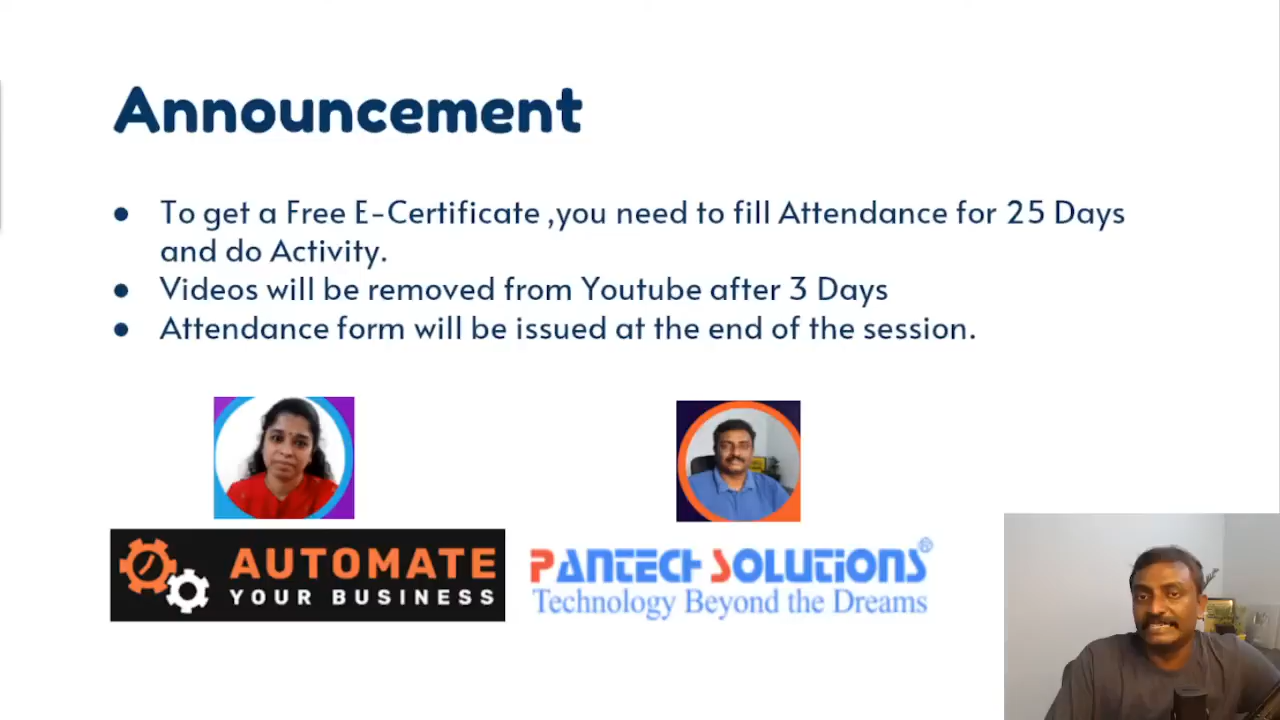 Announcement
● To get a Free E-Certificate ,you need to fill Attendance for 25 Days
and do Activity.
● Videos will be removed from Youtube after 3 Days
● Attendance form will be issued at the end of the session.
AUTOMATE
YOUR BUSINESS
PANTECH SOLUTIONS®
Technology Beyond the Dreams